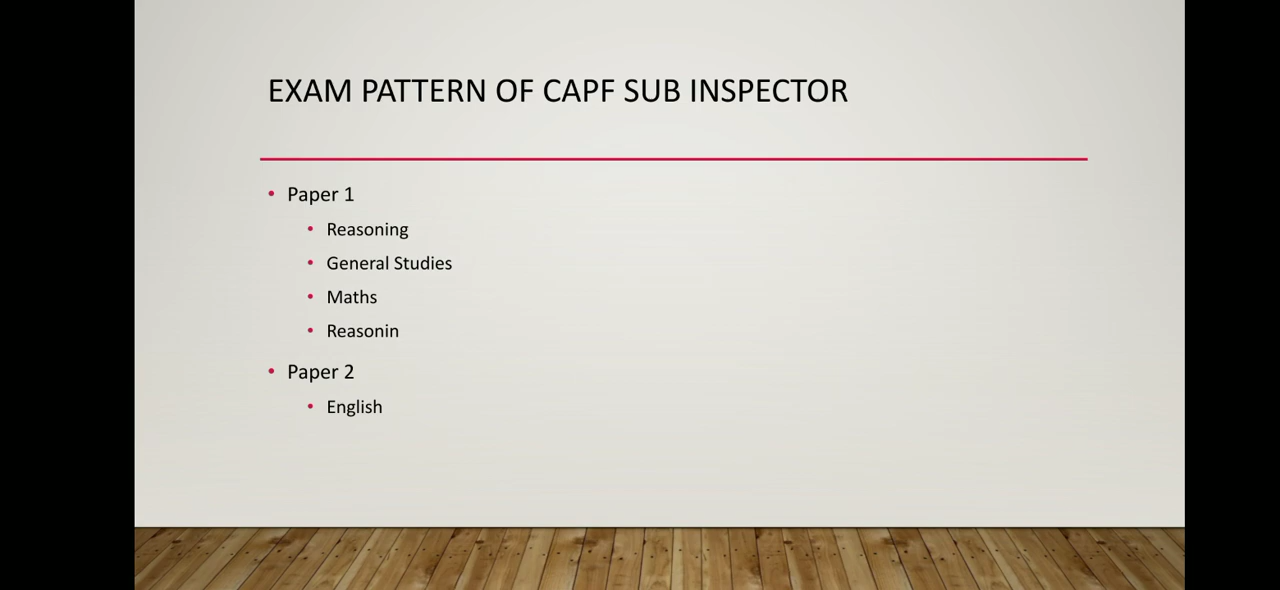 EXAM PATTERN OF CAPF SUB INSPECTOR
• Paper 1
• Reasoning
• General Studies
• Maths
• Reasonin
• Paper 2
• English